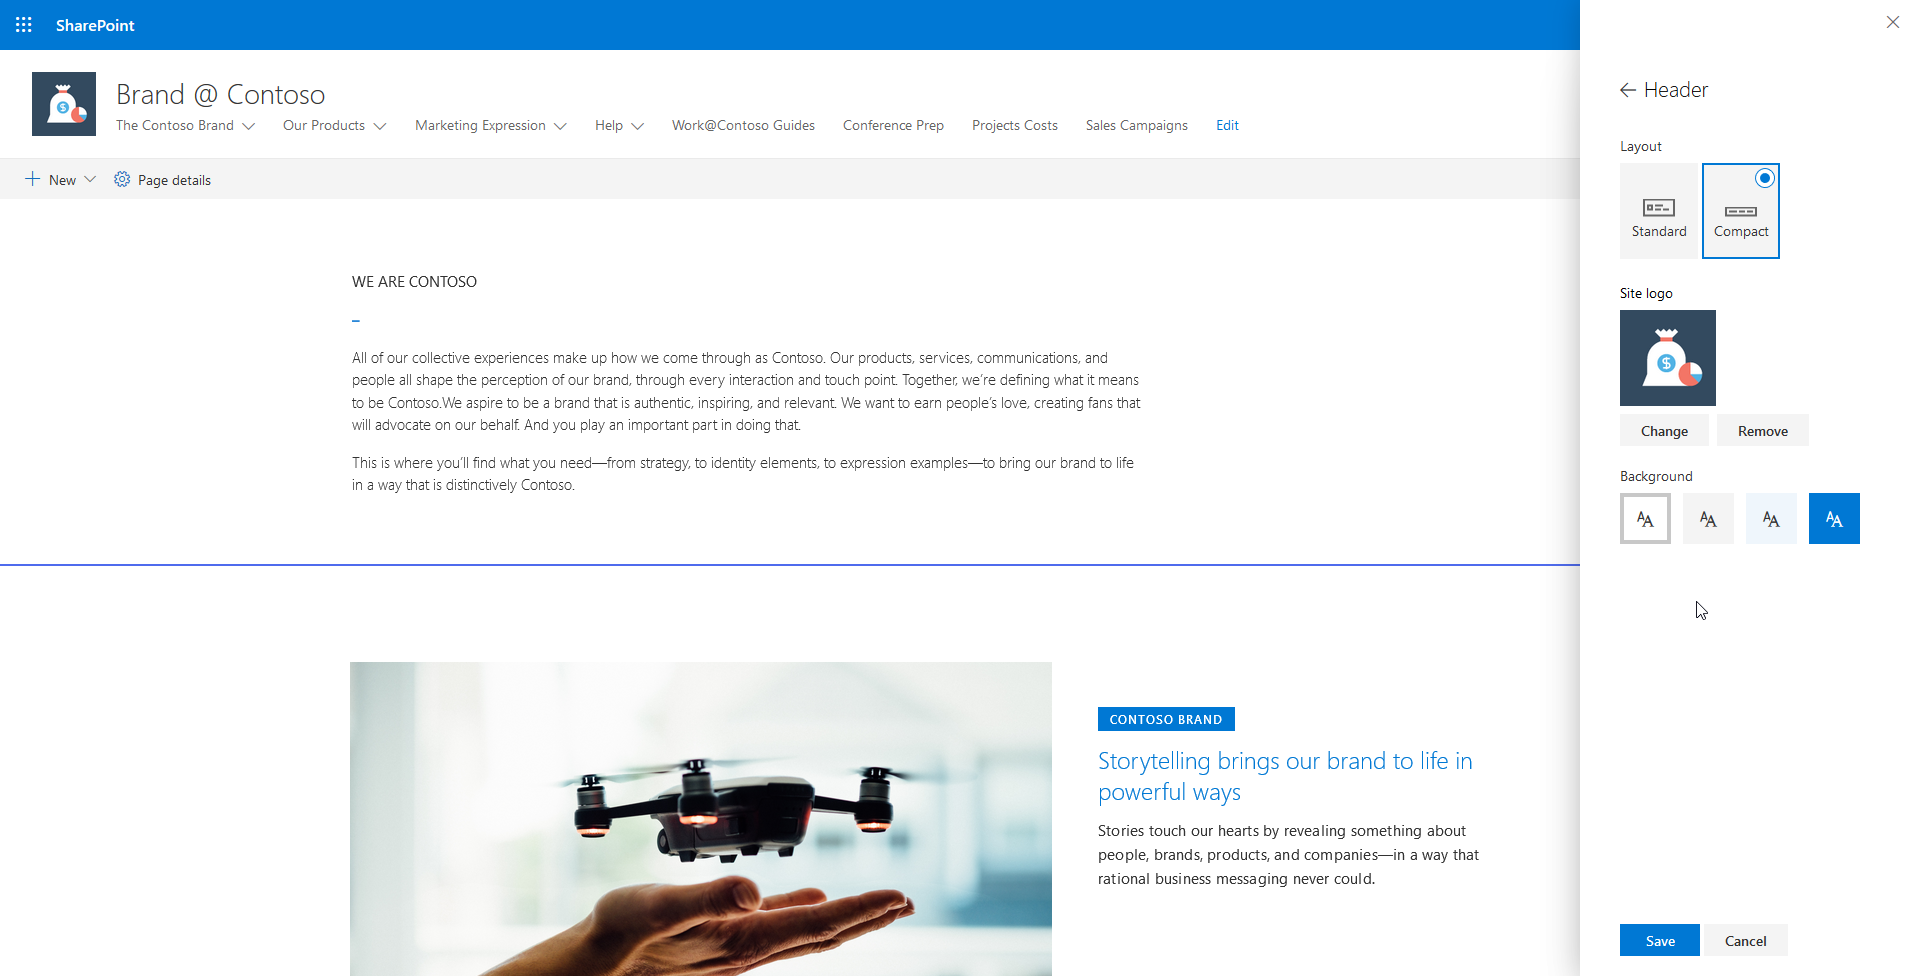 SharePoint
Brand @ Contoso
The Contoso Brand Our Products Marketing Expression Help Work@Contoso Guides Conference Prep Projects Costs Sales Campaigns Edit
New Page details
WE ARE CONTOSO
–
All of our collective experiences make up how we come through as Contoso. Our products, services, communications, and
people all shape the perception of our brand, through every interaction and touch point. Together, we're defining what it means
to be Contoso.We aspire to be a brand that is authentic, inspiring, and relevant. We want to earn people's love, creating fans that
will advocate on our behalf. And you play an important part in doing that.
This is where you'll find what you need—from strategy, to identity elements, to expression examples—to bring our brand to life
in a way that is distinctively Contoso.
CONTOSO BRAND
Storytelling brings our brand to life in
powerful ways
Stories touch our hearts by revealing something about
people, brands, products, and companies—in a way that
rational business messaging never could.
Header
Layout
Standard Compact
Site logo
$
Change Remove
Background
AA AA AA AA
Save Cancel